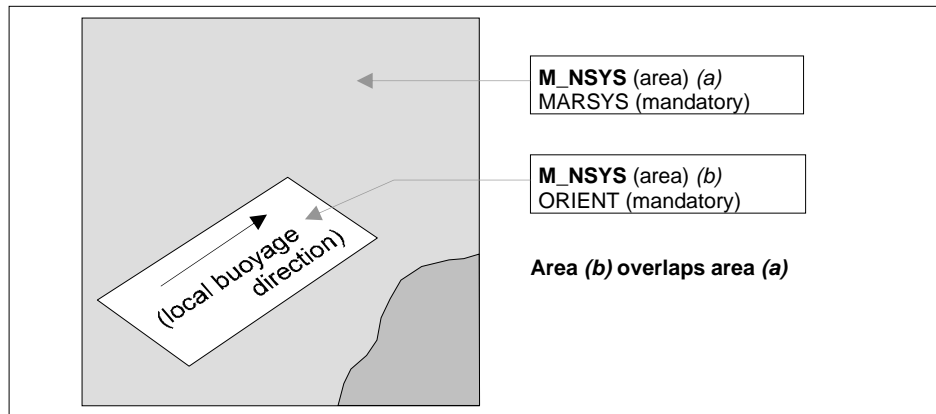 M_NSYS (area) (a)
MARSYS (mandatory)
M_NSYS (area) (b)
ORIENT (mandatory)
(local buoyage
direction)
Area (b) overlaps area (a)